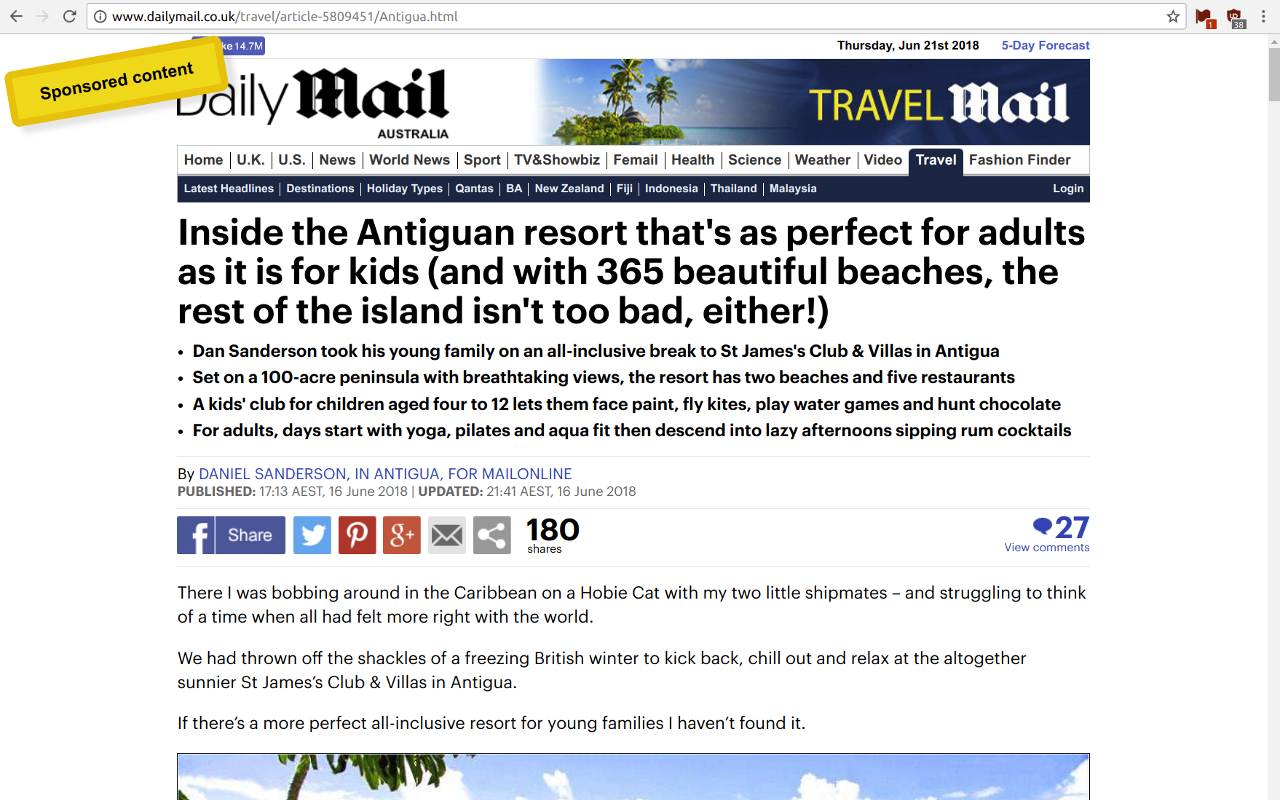 www.dailymail.co.uk/travel/article-5809451/Antigua.html
1
38
Sponsored content
ke 14.7M
Thursday, Jun 21st 2018 5-Day Forecast
Daily Mail
AUSTRALIA
TRAVEL Mail
Home U.K. U.S. News World News Sport TV&Showbiz Femail Health Science Weather Video Travel Fashion Finder
Latest Headlines Destinations Holiday Types Qantas BA New Zealand Fiji Indonesia Thailand Malaysia Login
Inside the Antiguan resort that's as perfect for adults
as it is for kids (and with 365 beautiful beaches, the
rest of the island isn't too bad, either!)
• Dan Sanderson took his young family on an all-inclusive break to St James's Club & Villas in Antigua
• Set on a 100-acre peninsula with breathtaking views, the resort has two beaches and five restaurants
• A kids' club for children aged four to 12 lets them face paint, fly kites, play water games and hunt chocolate
• For adults, days start with yoga, pilates and aqua fit then descend into lazy afternoons sipping rum cocktails
By DANIEL SANDERSON, IN ANTIGUA, FOR MAILONLINE
PUBLISHED: 17:13 AEST, 16 June 2018 | UPDATED: 21:41 AEST, 16 June 2018
f Share
g+
180
shares
27
View comments
There I was bobbing around in the Caribbean on a Hobie Cat with my two little shipmates – and struggling to think
of a time when all had felt more right with the world.
We had thrown off the shackles of a freezing British winter to kick back, chill out and relax at the altogether
sunnier St James’s Club & Villas in Antigua.
If there’s a more perfect all-inclusive resort for young families I haven’t found it.